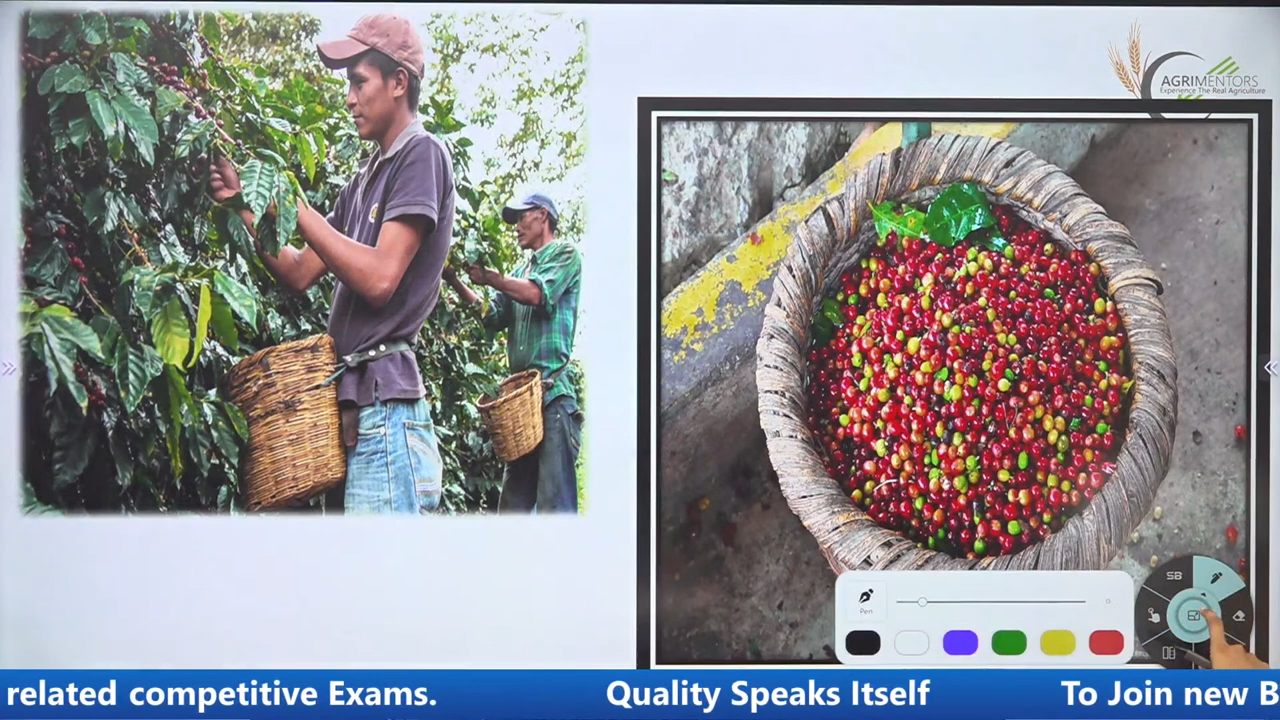 AGRIMENTORS
Experience The Real Agriculture
SB
Pen
related competitive Exams. Quality Speaks Itself To Join new B